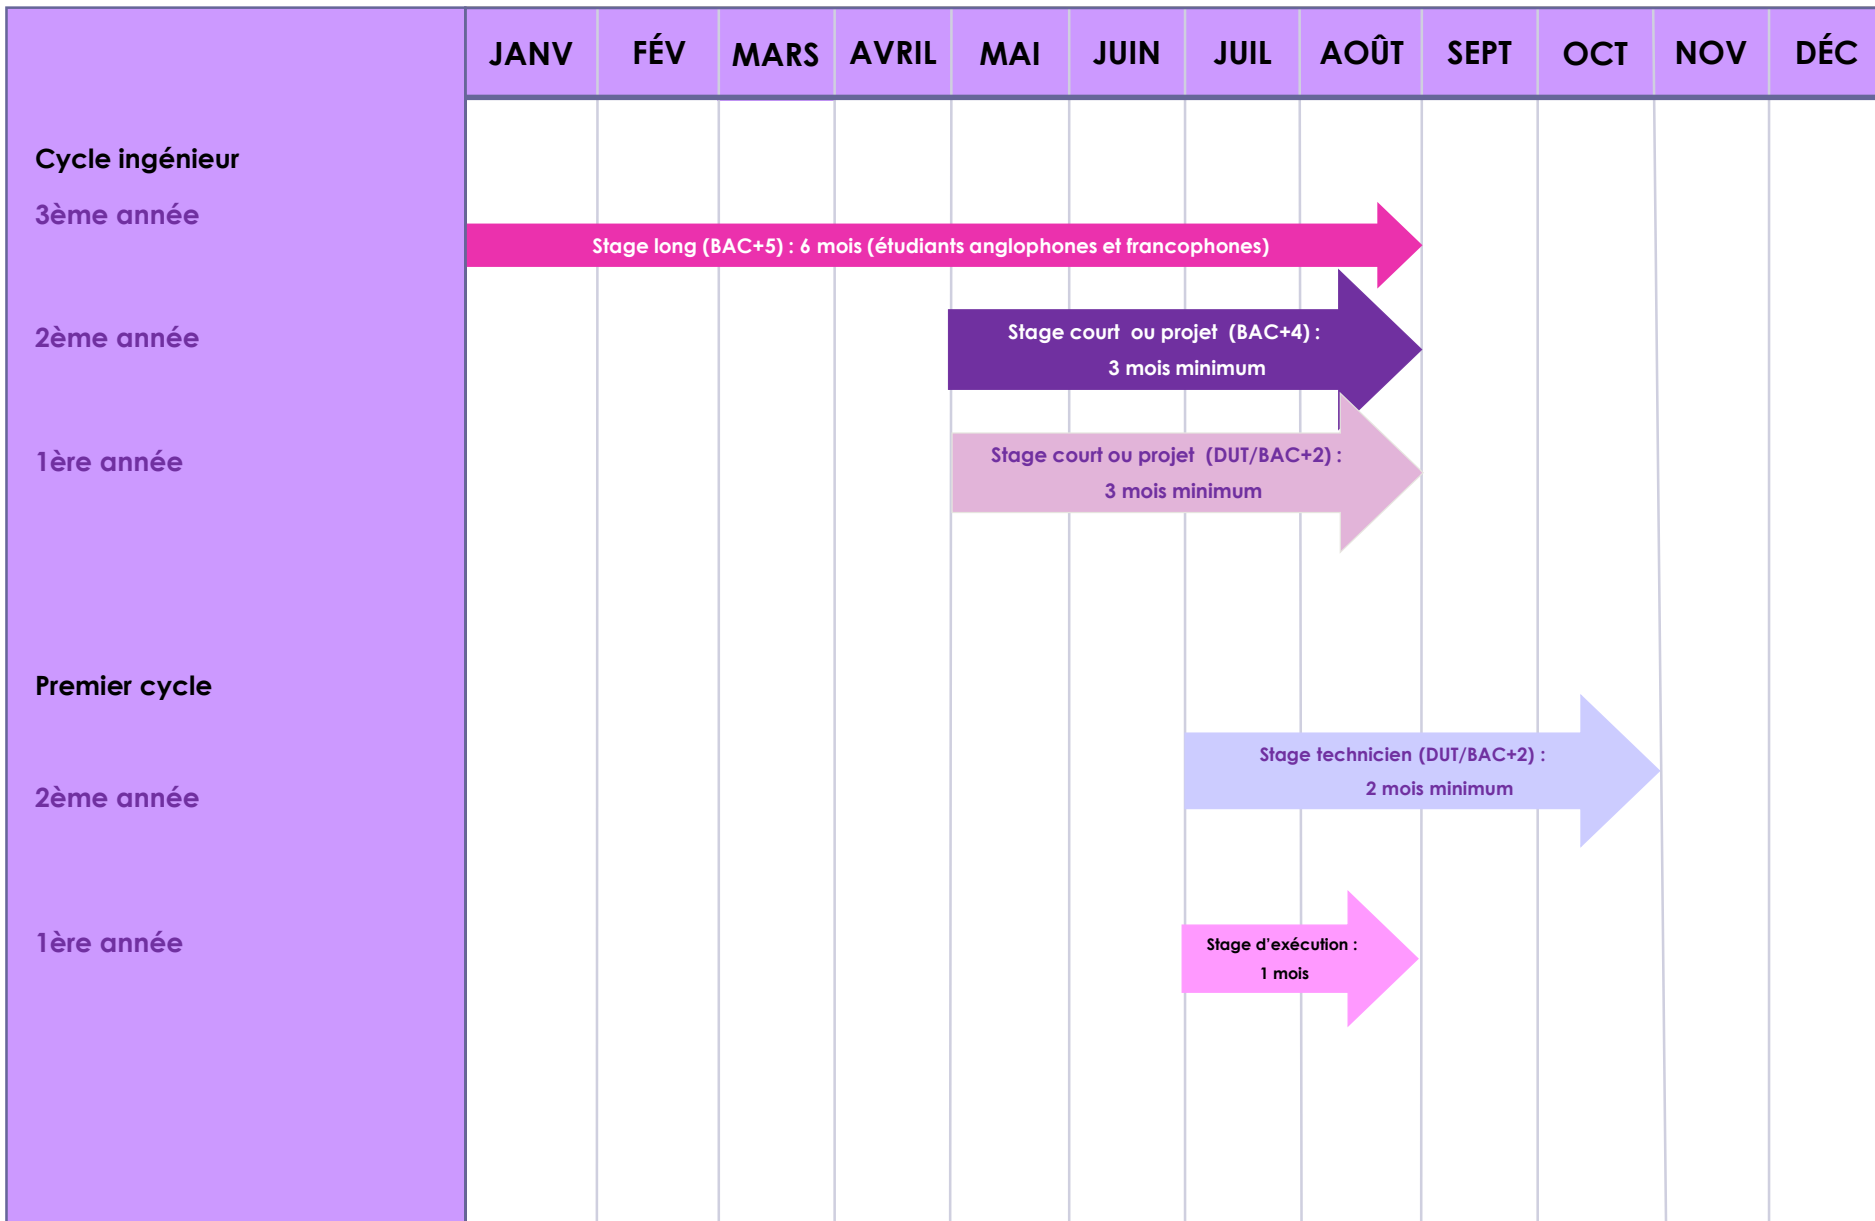 JANV FÉV MARS AVRIL MAI JUIN JUIL AOÛT SEPT OCT NOV DÉC
Cycle ingénieur
3ème année
Stage long (BAC+5) : 6 mois (étudiants anglophones et francophones)
2ème année
Stage court ou projet (BAC+4) :
3 mois minimum
1ère année
Stage court ou projet (DUT/BAC+2) :
3 mois minimum
Premier cycle
2ème année
Stage technicien (DUT/BAC+2) :
2 mois minimum
1ère année
Stage d'exécution :
1 mois